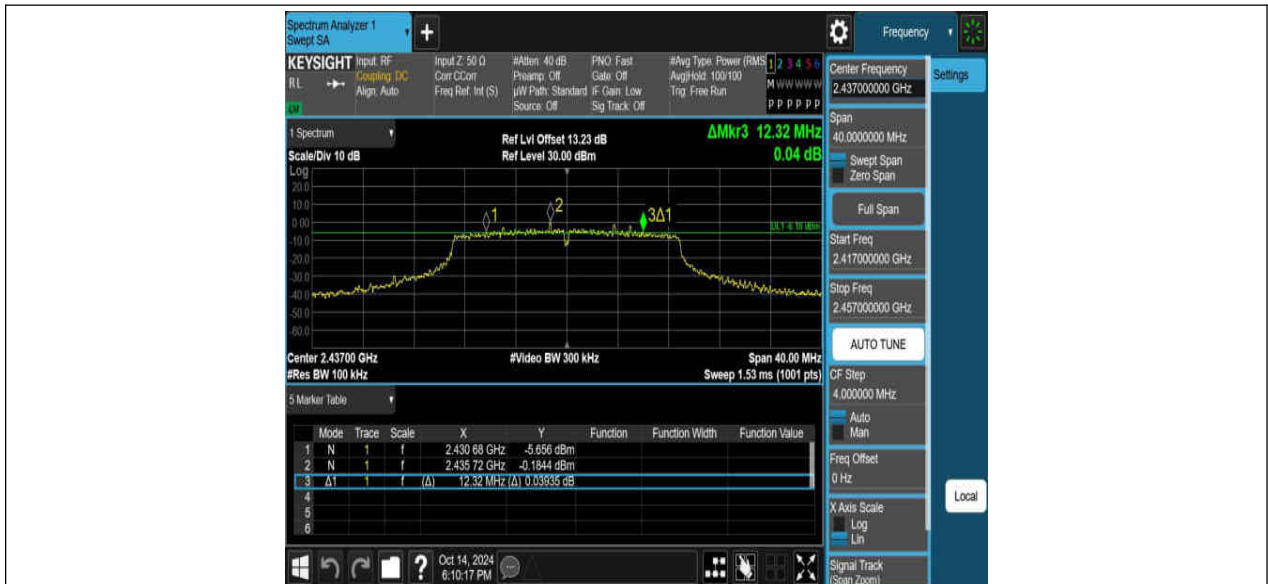 Spectrum Analyzer 1
Swept SA
+
Frequency
KEYSIGHT Input: RF Input Z: 50 Ω #Atten: 40 dB PNO: Fast #Avg Type: Power (RMS 1 2 3 4 5 6
RL Coupling: DC Corr CCorr Preamp: Off Gate: Off Avg|Hold: 100/100 M W W W W W
Align: Auto Freq Ref: Int (S) µW Path: Standard IF Gain: Low Trig: Free Run
Source: Off Sig Track: Off P P P P P P
1 Spectrum
Ref Lvl Offset 13.23 dB ΔMkr3 12.32 MHz
Scale/Div 10 dB Ref Level 30.00 dBm 0.04 dB
Log
20.0
10.0
0.00
-10.0
-20.0
-30.0
-40.0
-50.0
-60.0
1
2
3Δ1
Center 2.43700 GHz #Video BW 300 kHz Span 40.00 MHz
#Res BW 100 kHz Sweep 1.53 ms (1001 pts)
5 Marker Table
Mode Trace Scale X Y Function Function Width Function Value
1 N 1 f 2.430 68 GHz -5.656 dBm
2 N 1 f 2.435 72 GHz -0.1844 dBm
3 Δ1 1 f (Δ) 12.32 MHz (Δ) 0.03935 dB
4
5
6
Oct 14, 2024
6:10:17 PM
?
Center Frequency
2.437000000 GHz
Settings
Span
40.0000000 MHz
Swept Span
Zero Span
Full Span
Start Freq
2.417000000 GHz
Stop Freq
2.457000000 GHz
AUTO TUNE
CF Step
4.000000 MHz
Auto
Man
Freq Offset
0 Hz
X Axis Scale
Log
Lin
Local
Signal Track
(Span Zoom)